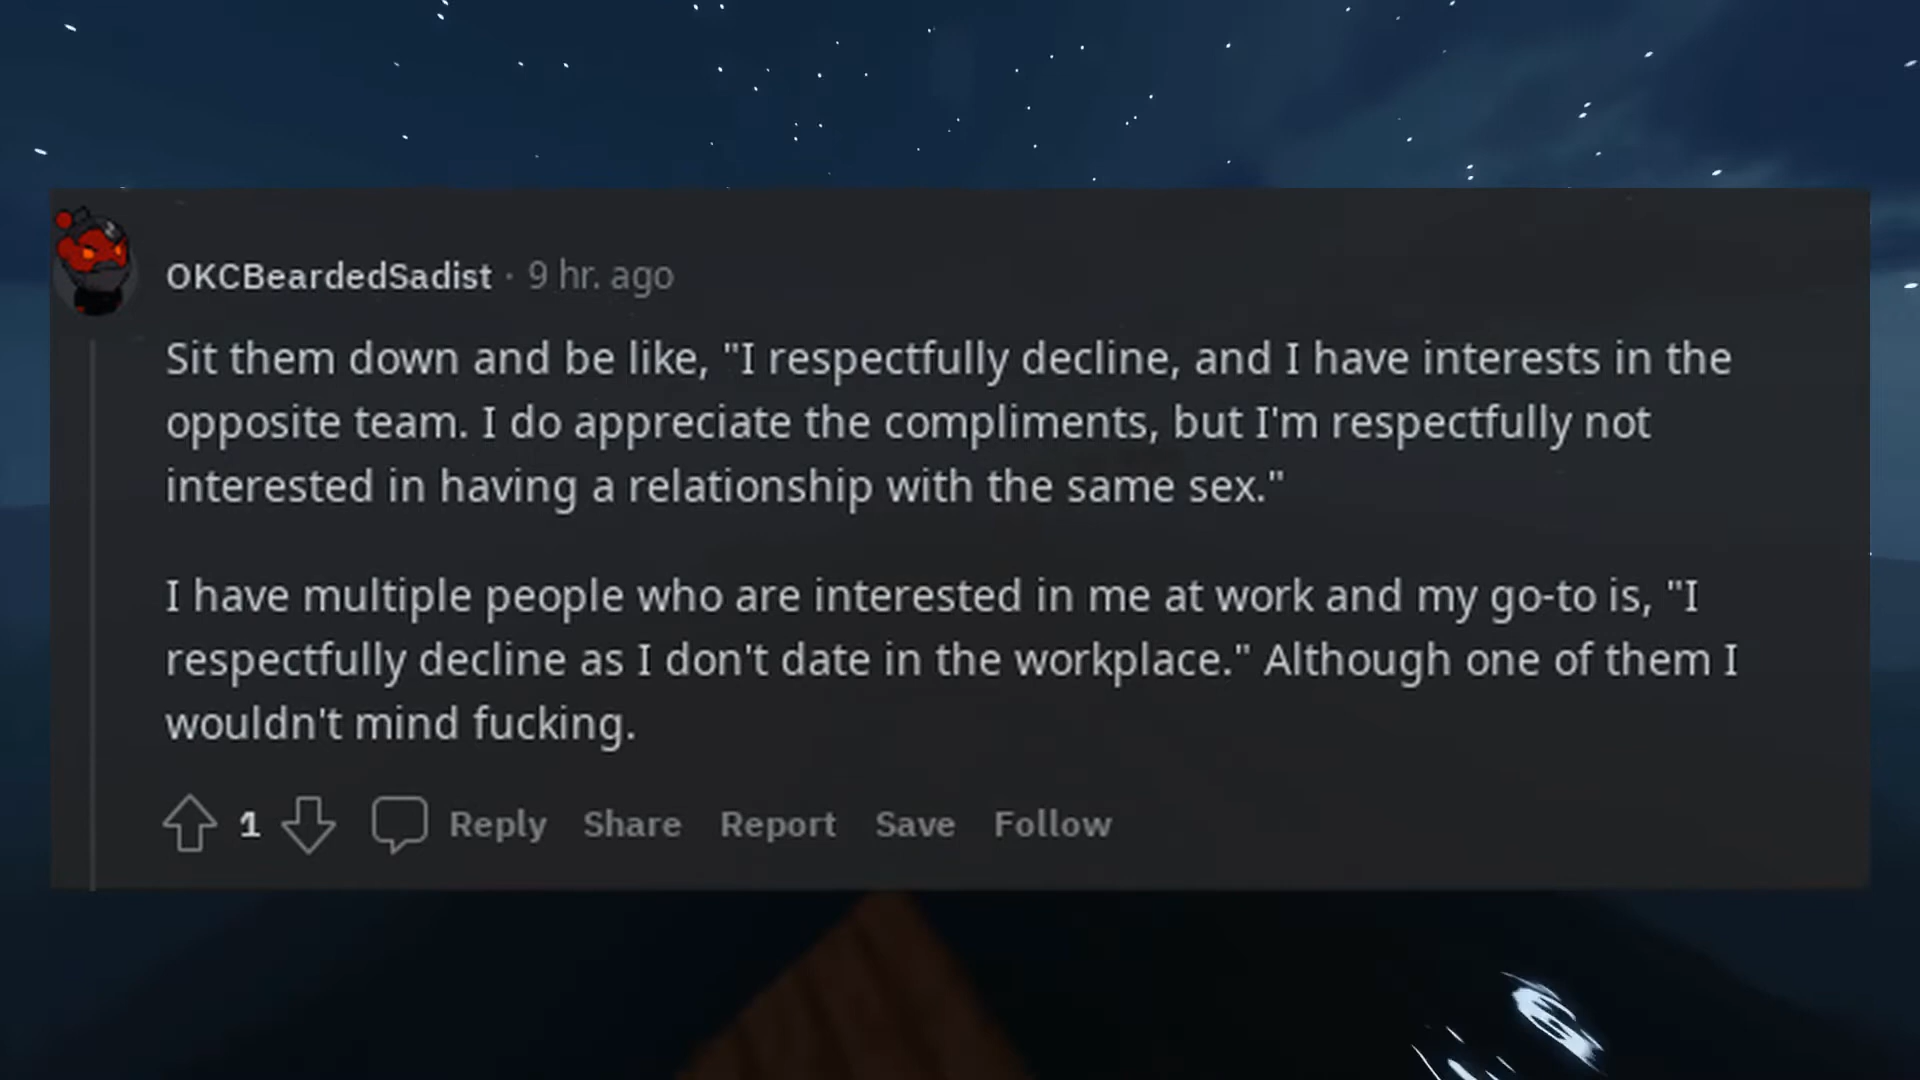 OKCBeardedSadist · 9 hr. ago
Sit them down and be like, "I respectfully decline, and I have interests in the
opposite team. I do appreciate the compliments, but I'm respectfully not
interested in having a relationship with the same sex."
I have multiple people who are interested in me at work and my go-to is, "I
respectfully decline as I don't date in the workplace." Although one of them I
wouldn't mind fucking.
1 Reply Share Report Save Follow